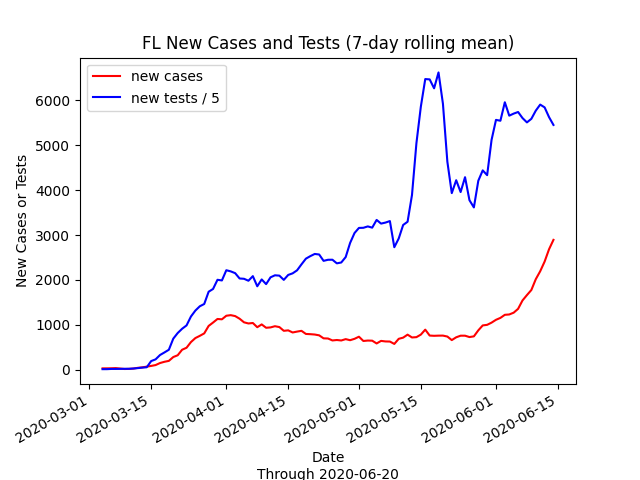 FL New Cases and Tests (7-day rolling mean)
new cases
new tests / 5
New Cases or Tests
6000
5000
4000
3000
2000
1000
0
2020-03-01
2020-03-15
2020-04-01
2020-04-15
2020-05-01
2020-05-15
2020-06-01
2020-06-15
Date
Through 2020-06-20